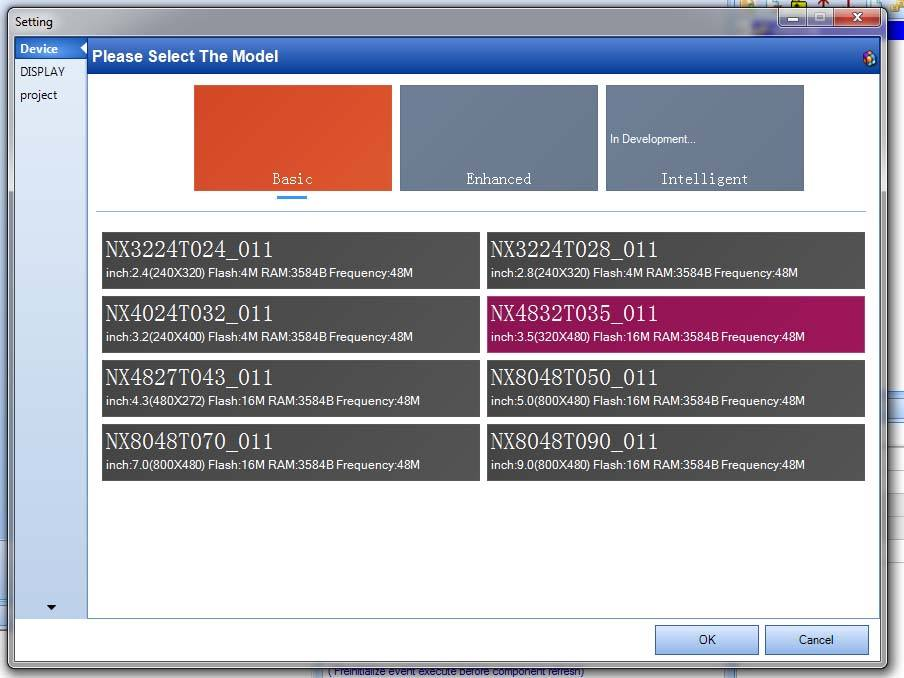 Setting
Device
DISPLAY
project
Please Select The Model
Basic
Enhanced
In Development...
Intelligent
NX3224T024_011
inch:2.4(240X320) Flash:4M RAM:3584B Frequency:48M
NX3224T028_011
inch:2.8(240X320) Flash:4M RAM:3584B Frequency:48M
NX4024T032_011
inch:3.2(240X400) Flash:4M RAM:3584B Frequency:48M
NX4832T035_011
inch:3.5(320X480) Flash:16M RAM:3584B Frequency:48M
NX4827T043_011
inch:4.3(480X272) Flash:16M RAM:3584B Frequency:48M
NX8048T050_011
inch:5.0(800X480) Flash:16M RAM:3584B Frequency:48M
NX8048T070_011
inch:7.0(800X480) Flash:16M RAM:3584B Frequency:48M
NX8048T090_011
inch:9.0(800X480) Flash:16M RAM:3584B Frequency:48M
OK
Cancel
( Preinitialize event execute before component refresh)